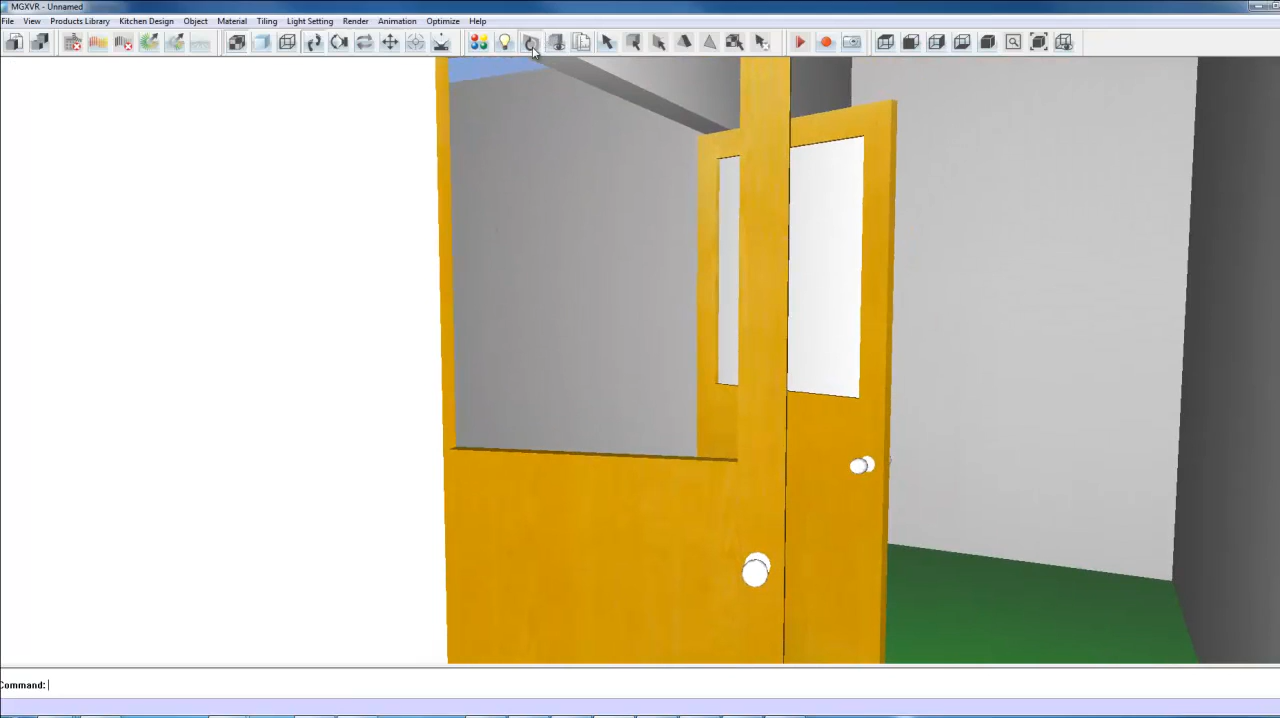 MGXVR - Unnamed
File View Products Library Kitchen Design Object Material Tiling Light Setting Render Animation Optimize Help
Command: